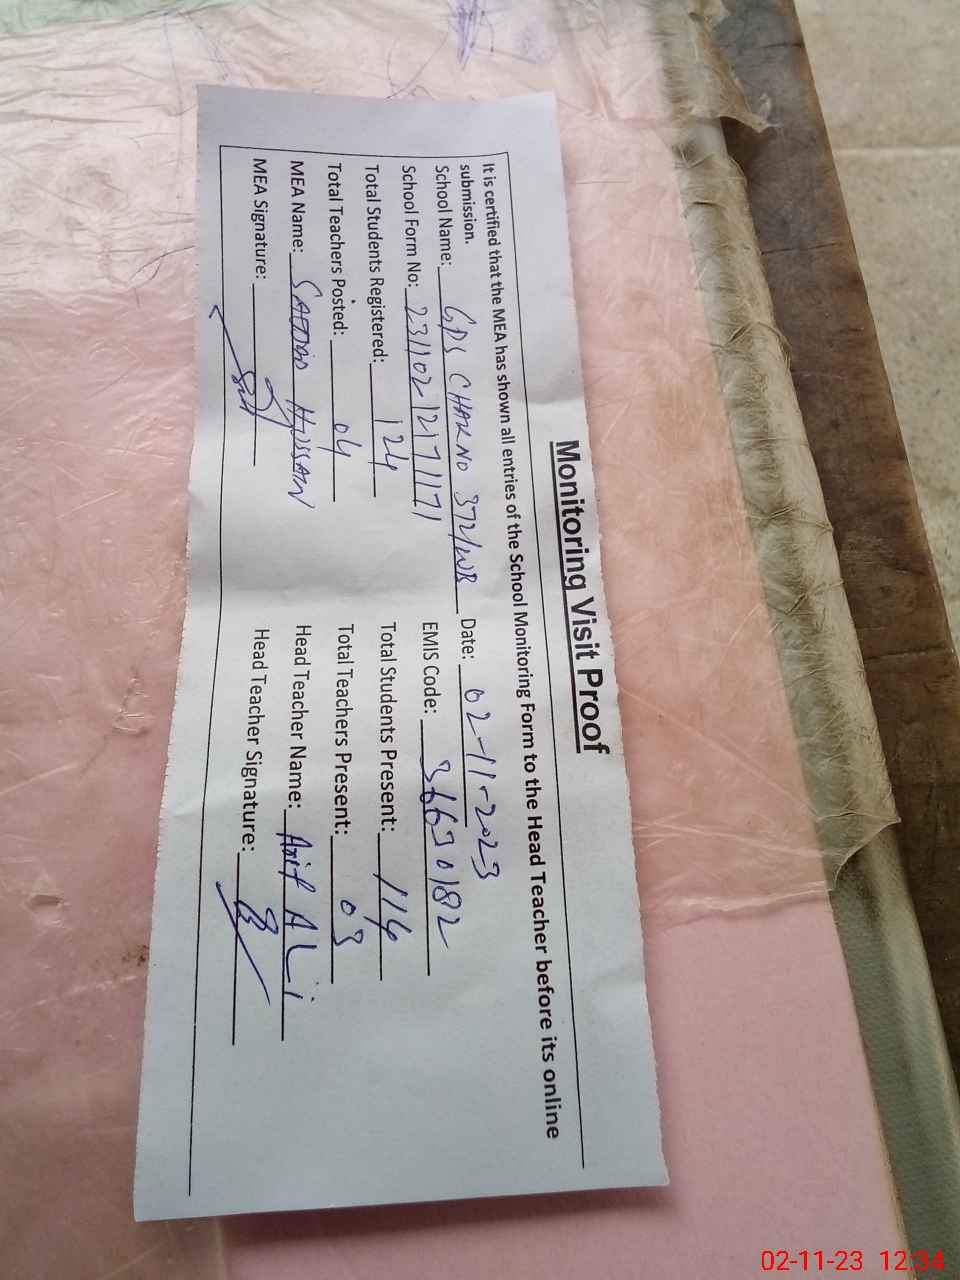 Monitoring Visit Proof
It is certified that the MEA has shown all entries of the School Monitoring Form to the Head Teacher before its online
submission.
School Name: GPS CHAK NO 372/WB Date: 02-11-2023
School Form No: 231102-12171171 EMIS Code: 36630182
Total Students Registered: 124 Total Students Present: 114
Total Teachers Posted: 04 Total Teachers Present: 03
MEA Name: HUSSAIN Head Teacher Name: Asif ALi
MEA Signature: Head Teacher Signature:
02-11-23 12:34